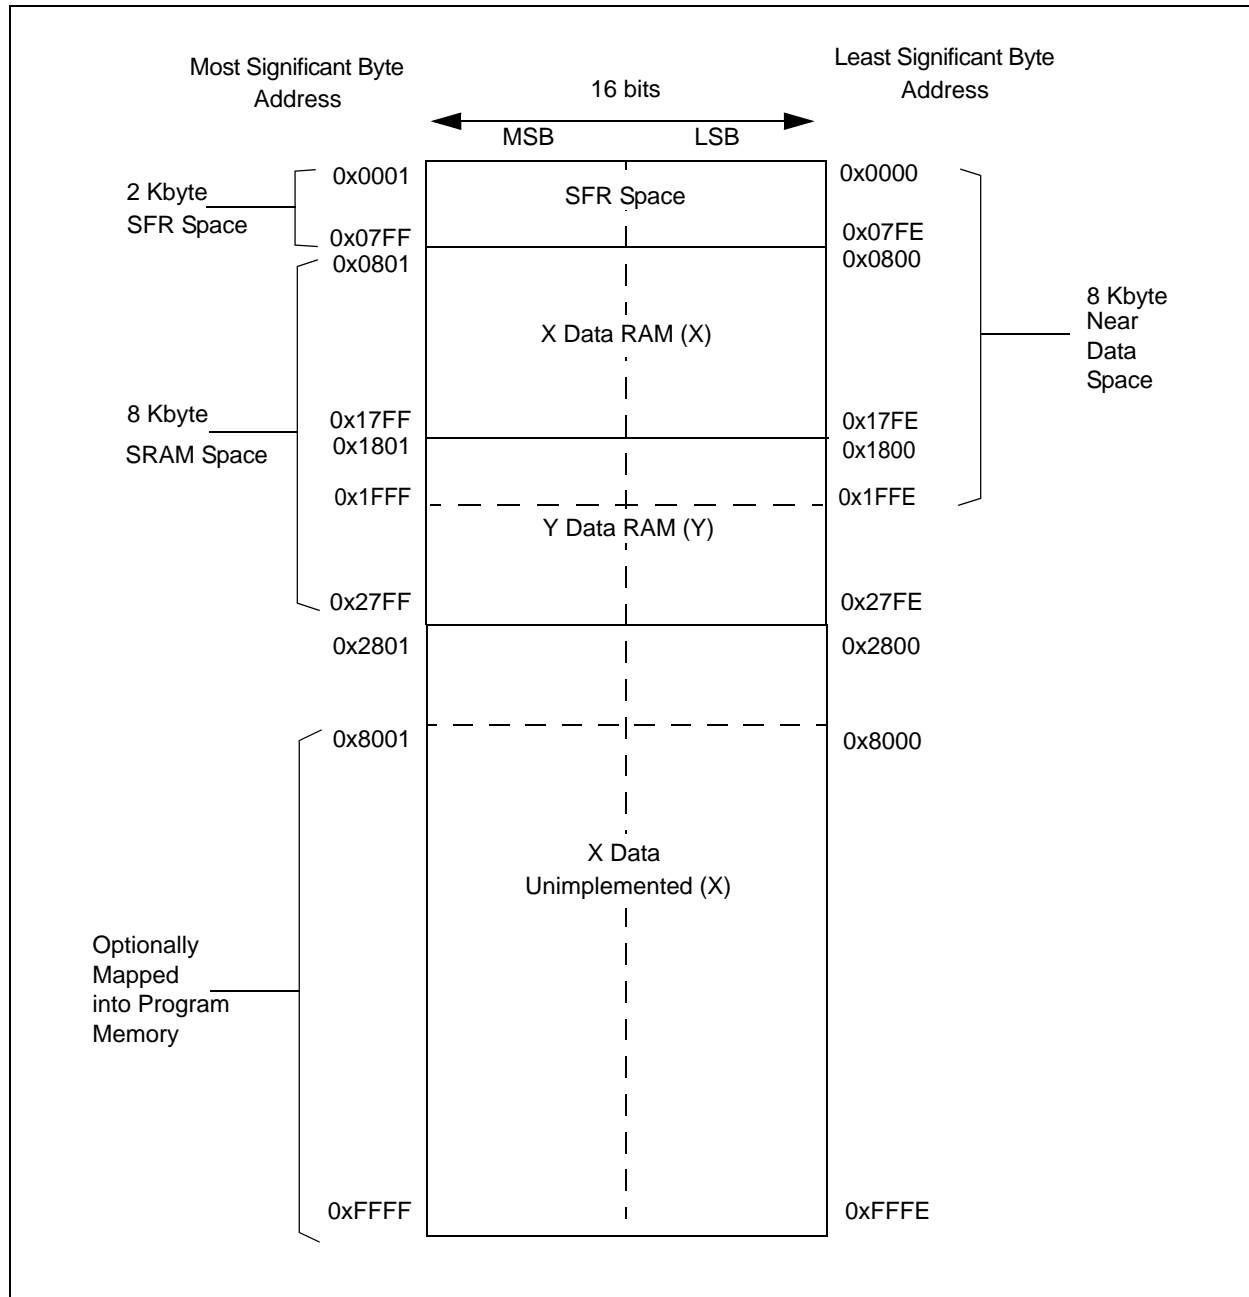 Most Significant Byte
Address
16 bits
Least Significant Byte
Address
MSB
LSB
2 Kbyte
SFR Space
0x0001
SFR Space
0x0000
0x07FF
0x07FE
0x0801
0x0800
8 Kbyte
Near
Data
Space
X Data RAM (X)
8 Kbyte
SRAM Space
0x17FF
0x17FE
0x1801
0x1800
0x1FFF
0x1FFE
Y Data RAM (Y)
0x27FF
0x27FE
0x2801
0x2800
0x8001
0x8000
X Data
Unimplemented (X)
Optionally
Mapped
into Program
Memory
0xFFFF
0xFFFE